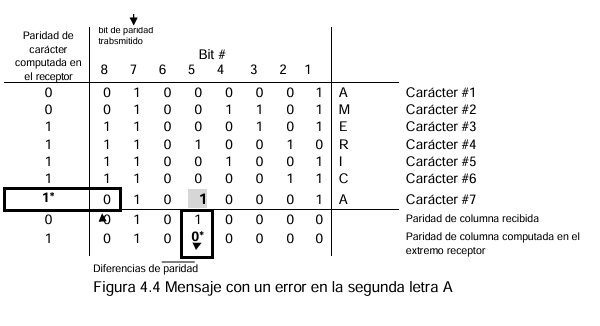 bit de paridad
trabsmitido
Paridad de
carácter
computada en
el receptor
Bit #
8 7 6 5 4 3 2 1
0 0 1 0 0 0 0 0 1 A Carácter #1
0 0 1 0 0 1 1 0 1 M Carácter #2
1 1 1 0 0 0 1 0 1 E Carácter #3
1 1 1 0 1 0 0 1 0 R Carácter #4
1 1 1 0 0 1 0 0 1 I Carácter #5
1 1 1 0 0 0 0 1 1 C Carácter #6
1* 0 1 0 1 0 0 0 1 A Carácter #7
0 0 1 0 1 0 0 0 0 Paridad de columna recibida
1 0 1 0 0* 0 0 0 0 Paridad de columna computada en el
extremo receptor
Diferencias de paridad
Figura 4.4 Mensaje con un error en la segunda letra A